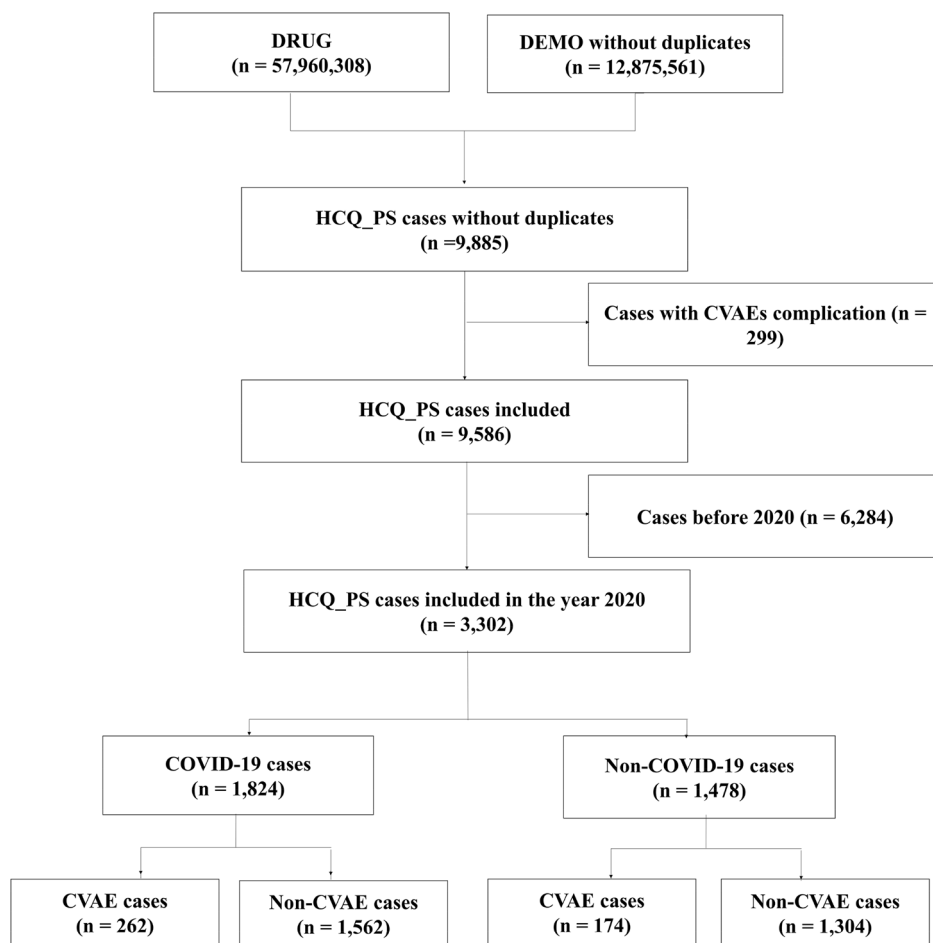 DRUG
(n = 57,960,308)
DEMO without duplicates
(n = 12,875,561)
HCQ_PS cases without duplicates
(n =9,885)
Cases with CVAEs complication (n =
299)
HCQ_PS cases included
(n = 9,586)
Cases before 2020 (n = 6,284)
HCQ_PS cases included in the year 2020
(n = 3,302)
COVID-19 cases
(n = 1,824)
Non-COVID-19 cases
(n = 1,478)
CVAE cases
(n = 262)
Non-CVAE cases
(n = 1,562)
CVAE cases
(n = 174)
Non-CVAE cases
(n = 1,304)